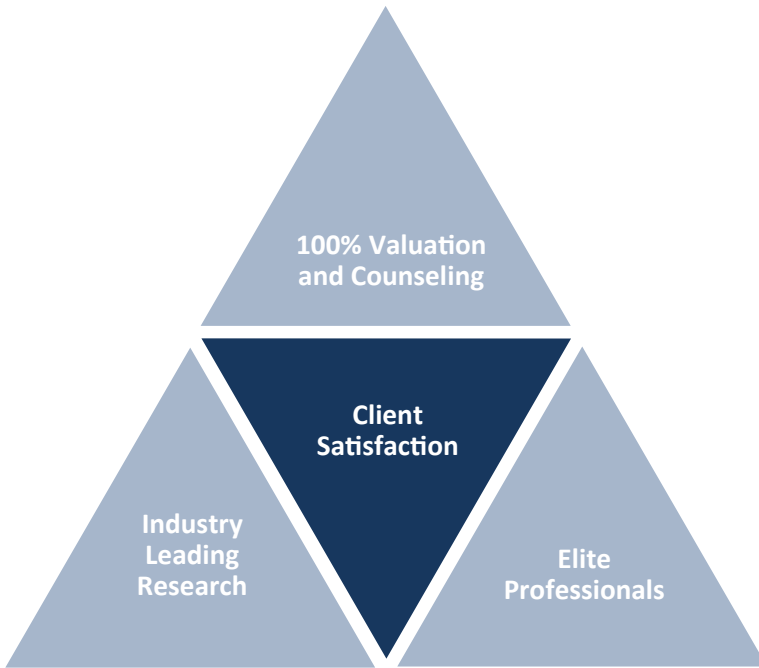 100% Valuation
and Counseling
Client
Satisfaction
Industry
Leading
Research
Elite
Professionals